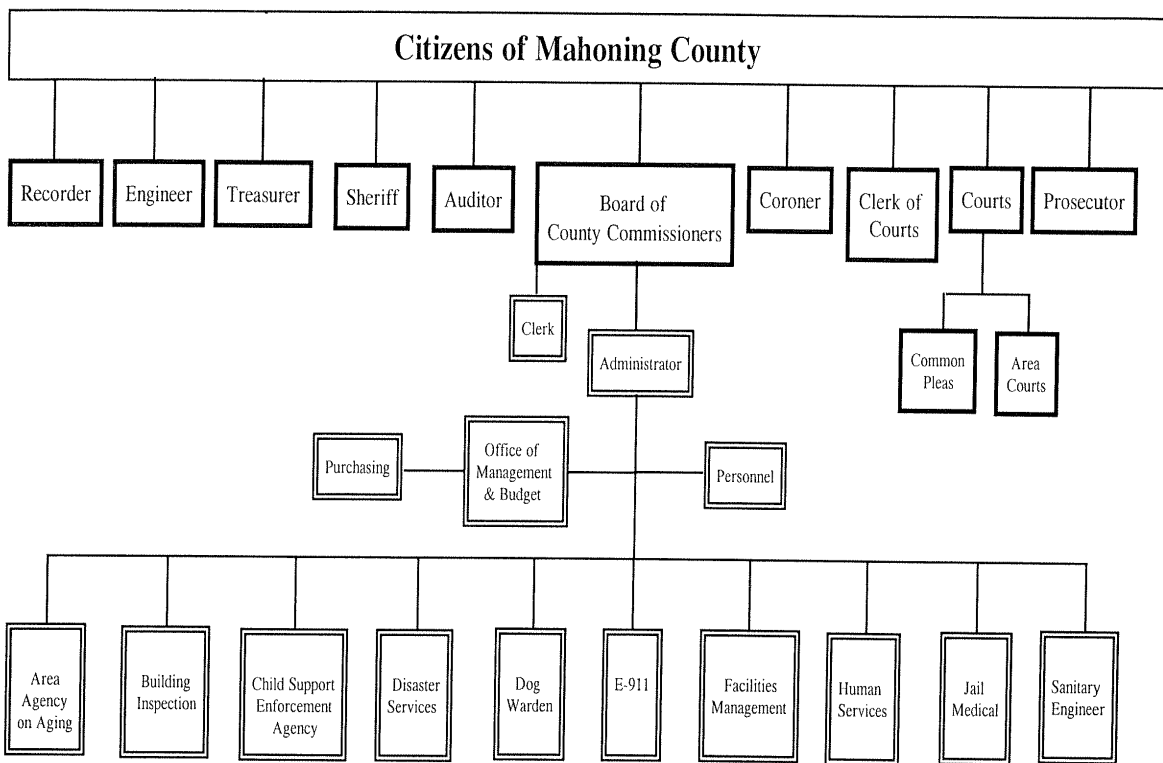 Citizens of Mahoning County
Recorder
Engineer
Treasurer
Sheriff
Auditor
Board of
County Commissioners
Coroner
Clerk of
Courts
Courts
Prosecutor
Clerk
Administrator
Common
Pleas
Area
Courts
Purchasing
Office of
Management
& Budget
Personnel
Area
Agency
on Aging
Building
Inspection
Child Support
Enforcement
Agency
Disaster
Services
Dog
Warden
E-911
Facilities
Management
Human
Services
Jail
Medical
Sanitary
Engineer